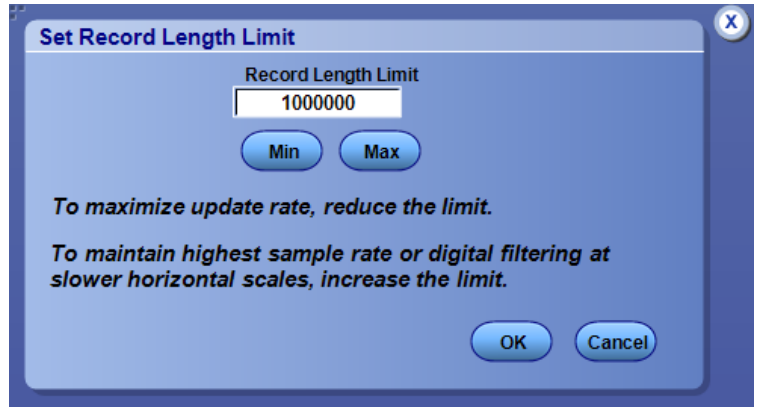 Set Record Length Limit
X
Record Length Limit
1000000
Min Max
To maximize update rate, reduce the limit.
To maintain highest sample rate or digital filtering at
slower horizontal scales, increase the limit.
OK Cancel